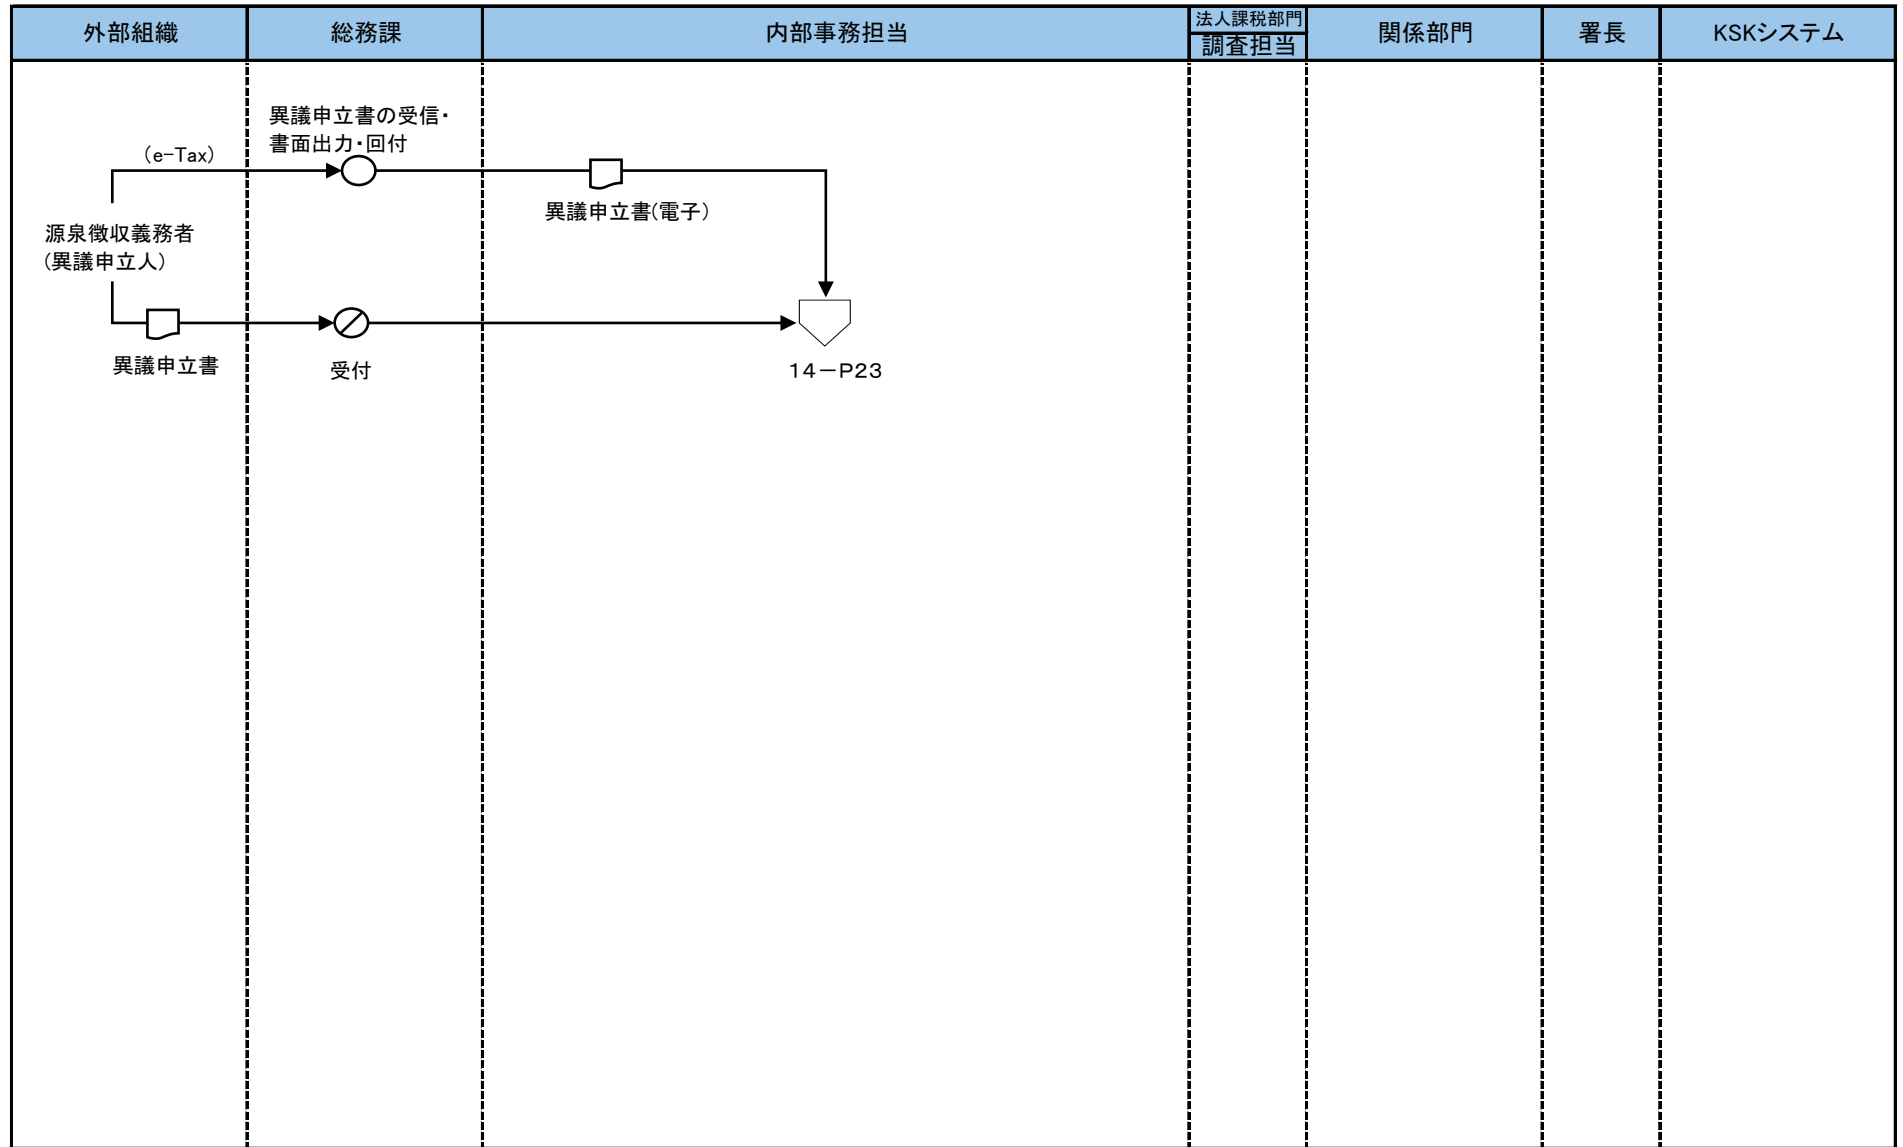 外部組織
総務課
内部事務担当
法人課税部門
調査担当
関係部門
署長
KSKシステム
異議申立書の受信・
書面出力・回付
(e-Tax)
異議申立書(電子)
源泉徴収義務者
(異議申立人)
異議申立書
受付
14-P23